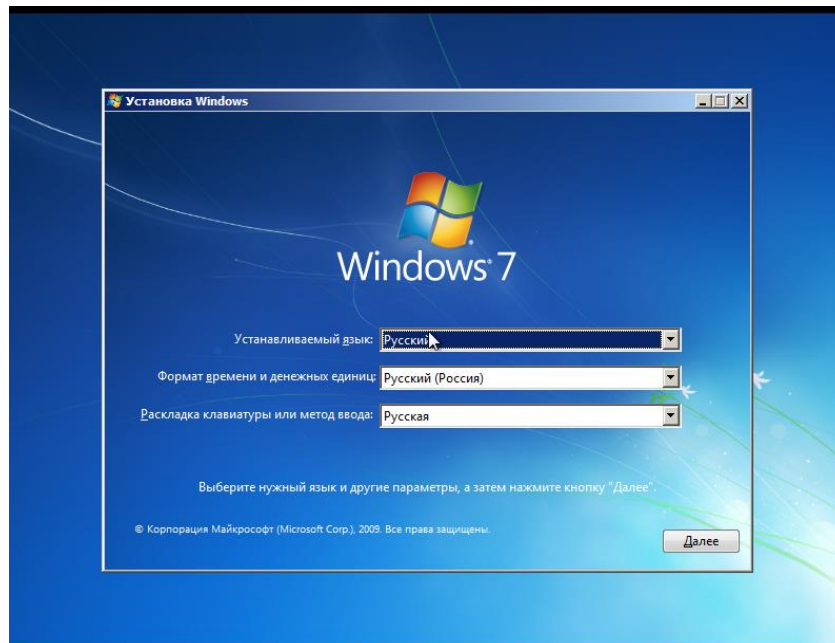 Установка Windows
Windows 7
Устанавливаемый язык: Русский
Формат времени и денежных единиц: Русский (Россия)
Раскладка клавиатуры или метод ввода: Русская
Выберите нужный язык и другие параметры, а затем нажмите кнопку "Далее".
© Корпорация Майкрософт (Microsoft Corp.), 2009. Все права защищены.
Далее